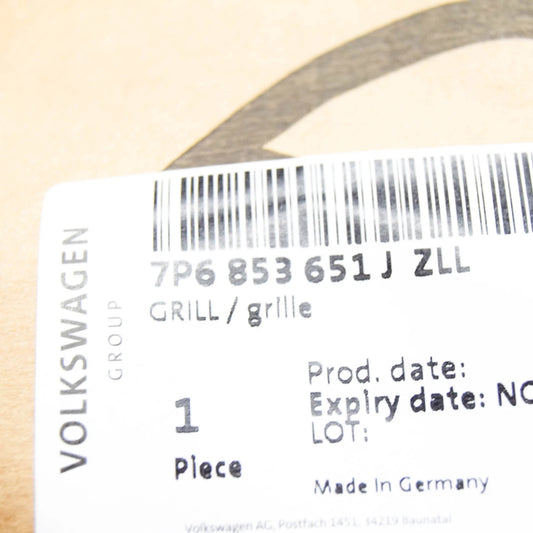 VOLKSWAGEN
GROUP
7P6 853 651 J ZLL
GRILL / grille
1
Piece
Prod. date:
Expiry date: NO
LOT:
Made In Germany
Volkswagen AG, Postfach 1451, 34219 Baunatal